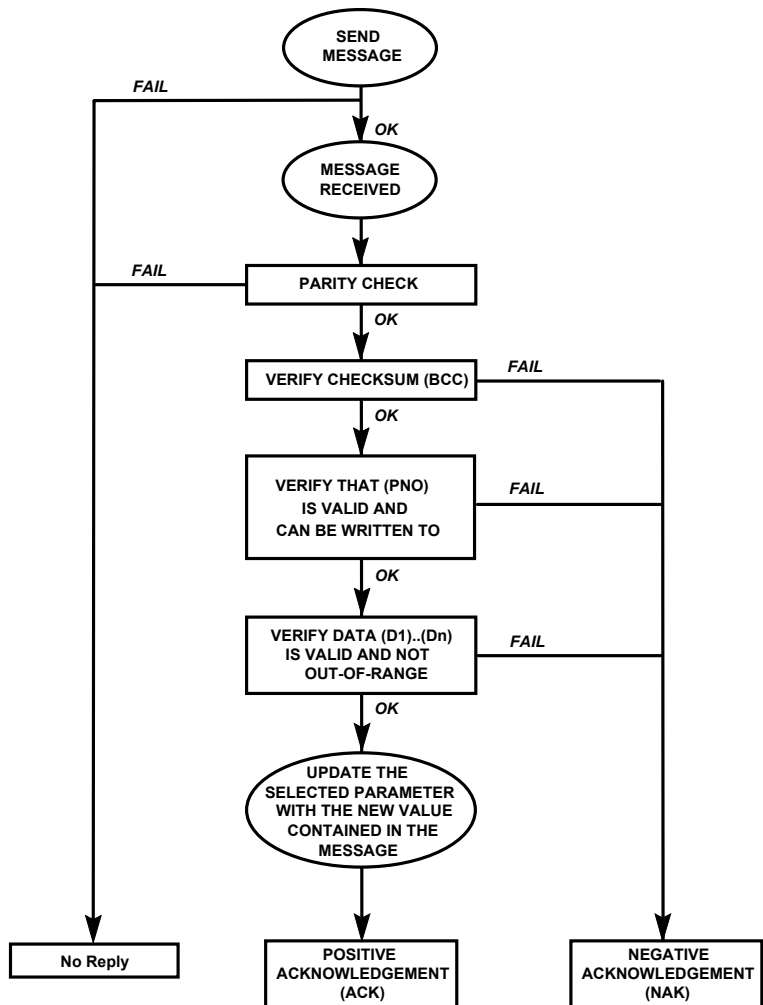 SEND
MESSAGE
FAIL
OK
MESSAGE
RECEIVED
FAIL
PARITY CHECK
OK
VERIFY CHECKSUM (BCC)
FAIL
OK
VERIFY THAT (PNO)
IS VALID AND
CAN BE WRITTEN TO
FAIL
OK
VERIFY DATA (D1)..(Dn)
IS VALID AND NOT
OUT-OF-RANGE
FAIL
OK
UPDATE THE
SELECTED PARAMETER
WITH THE NEW VALUE
CONTAINED IN THE
MESSAGE
No Reply
POSITIVE
ACKNOWLEDGEMENT
(ACK)
NEGATIVE
ACKNOWLEDGEMENT
(NAK)